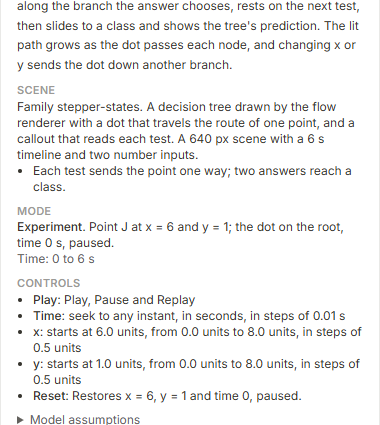 along the branch the answer chooses, rests on the next test,
then slides to a class and shows the tree's prediction. The lit
path grows as the dot passes each node, and changing x or
y sends the dot down another branch.
SCENE
Family stepper-states. A decision tree drawn by the flow
renderer with a dot that travels the route of one point, and a
callout that reads each test. A 640 px scene with a 6 s
timeline and two number inputs.
• Each test sends the point one way; two answers reach a
class.
MODE
Experiment. Point J at x = 6 and y = 1; the dot on the root,
time 0 s, paused.
Time: 0 to 6 s
CONTROLS
• Play: Play, Pause and Replay
• Time: seek to any instant, in seconds, in steps of 0.01 s
• x: starts at 6.0 units, from 0.0 units to 8.0 units, in steps of
0.5 units
• y: starts at 1.0 units, from 0.0 units to 8.0 units, in steps of
0.5 units
• Reset: Restores x = 6, y = 1 and time 0, paused.
▶ Model assumptions